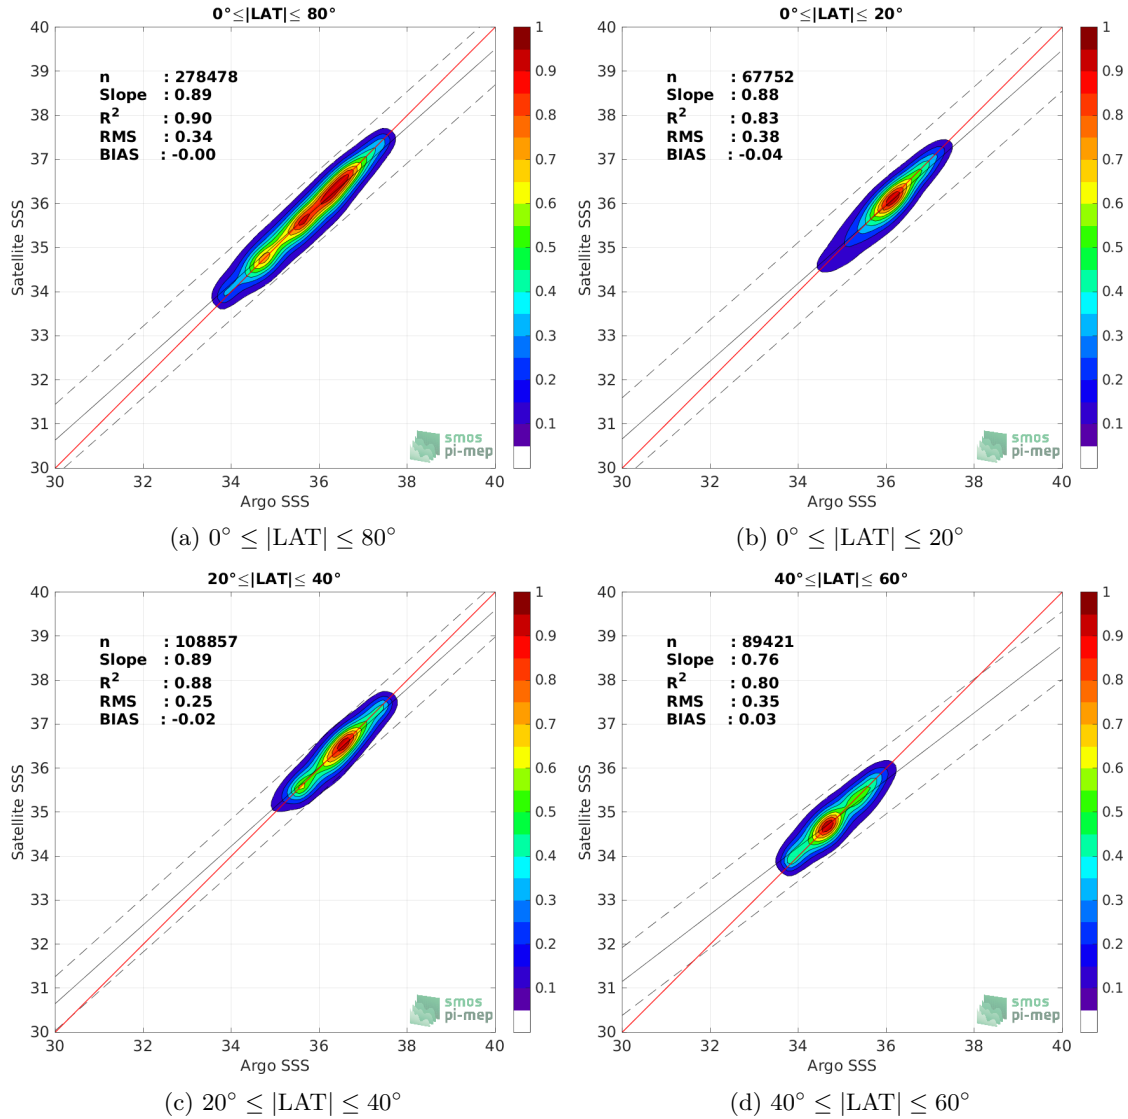 0°≤|LAT|≤ 80°
40
39
38
37
36
35
34
33
32
31
30
Satellite SSS
n : 278478
Slope : 0.89
R² : 0.90
RMS : 0.34
BIAS : -0.00
smos
pi-mep
30 32 34 36 38 40
Argo SSS
1
0.9
0.8
0.7
0.6
0.5
0.4
0.3
0.2
0.1
(a) 0° ≤ |LAT| ≤ 80°
0°≤|LAT|≤ 20°
40
39
38
37
36
35
34
33
32
31
30
Satellite SSS
n : 67752
Slope : 0.88
R² : 0.83
RMS : 0.38
BIAS : -0.04
smos
pi-mep
30 32 34 36 38 40
Argo SSS
1
0.9
0.8
0.7
0.6
0.5
0.4
0.3
0.2
0.1
(b) 0° ≤ |LAT| ≤ 20°
20°≤|LAT|≤ 40°
40
39
38
37
36
35
34
33
32
31
30
Satellite SSS
n : 108857
Slope : 0.89
R² : 0.88
RMS : 0.25
BIAS : -0.02
smos
pi-mep
30 32 34 36 38 40
Argo SSS
1
0.9
0.8
0.7
0.6
0.5
0.4
0.3
0.2
0.1
(c) 20° ≤ |LAT| ≤ 40°
40°≤|LAT|≤ 60°
40
39
38
37
36
35
34
33
32
31
30
Satellite SSS
n : 89421
Slope : 0.76
R² : 0.80
RMS : 0.35
BIAS : 0.03
smos
pi-mep
30 32 34 36 38 40
Argo SSS
1
0.9
0.8
0.7
0.6
0.5
0.4
0.3
0.2
0.1
(d) 40° ≤ |LAT| ≤ 60°